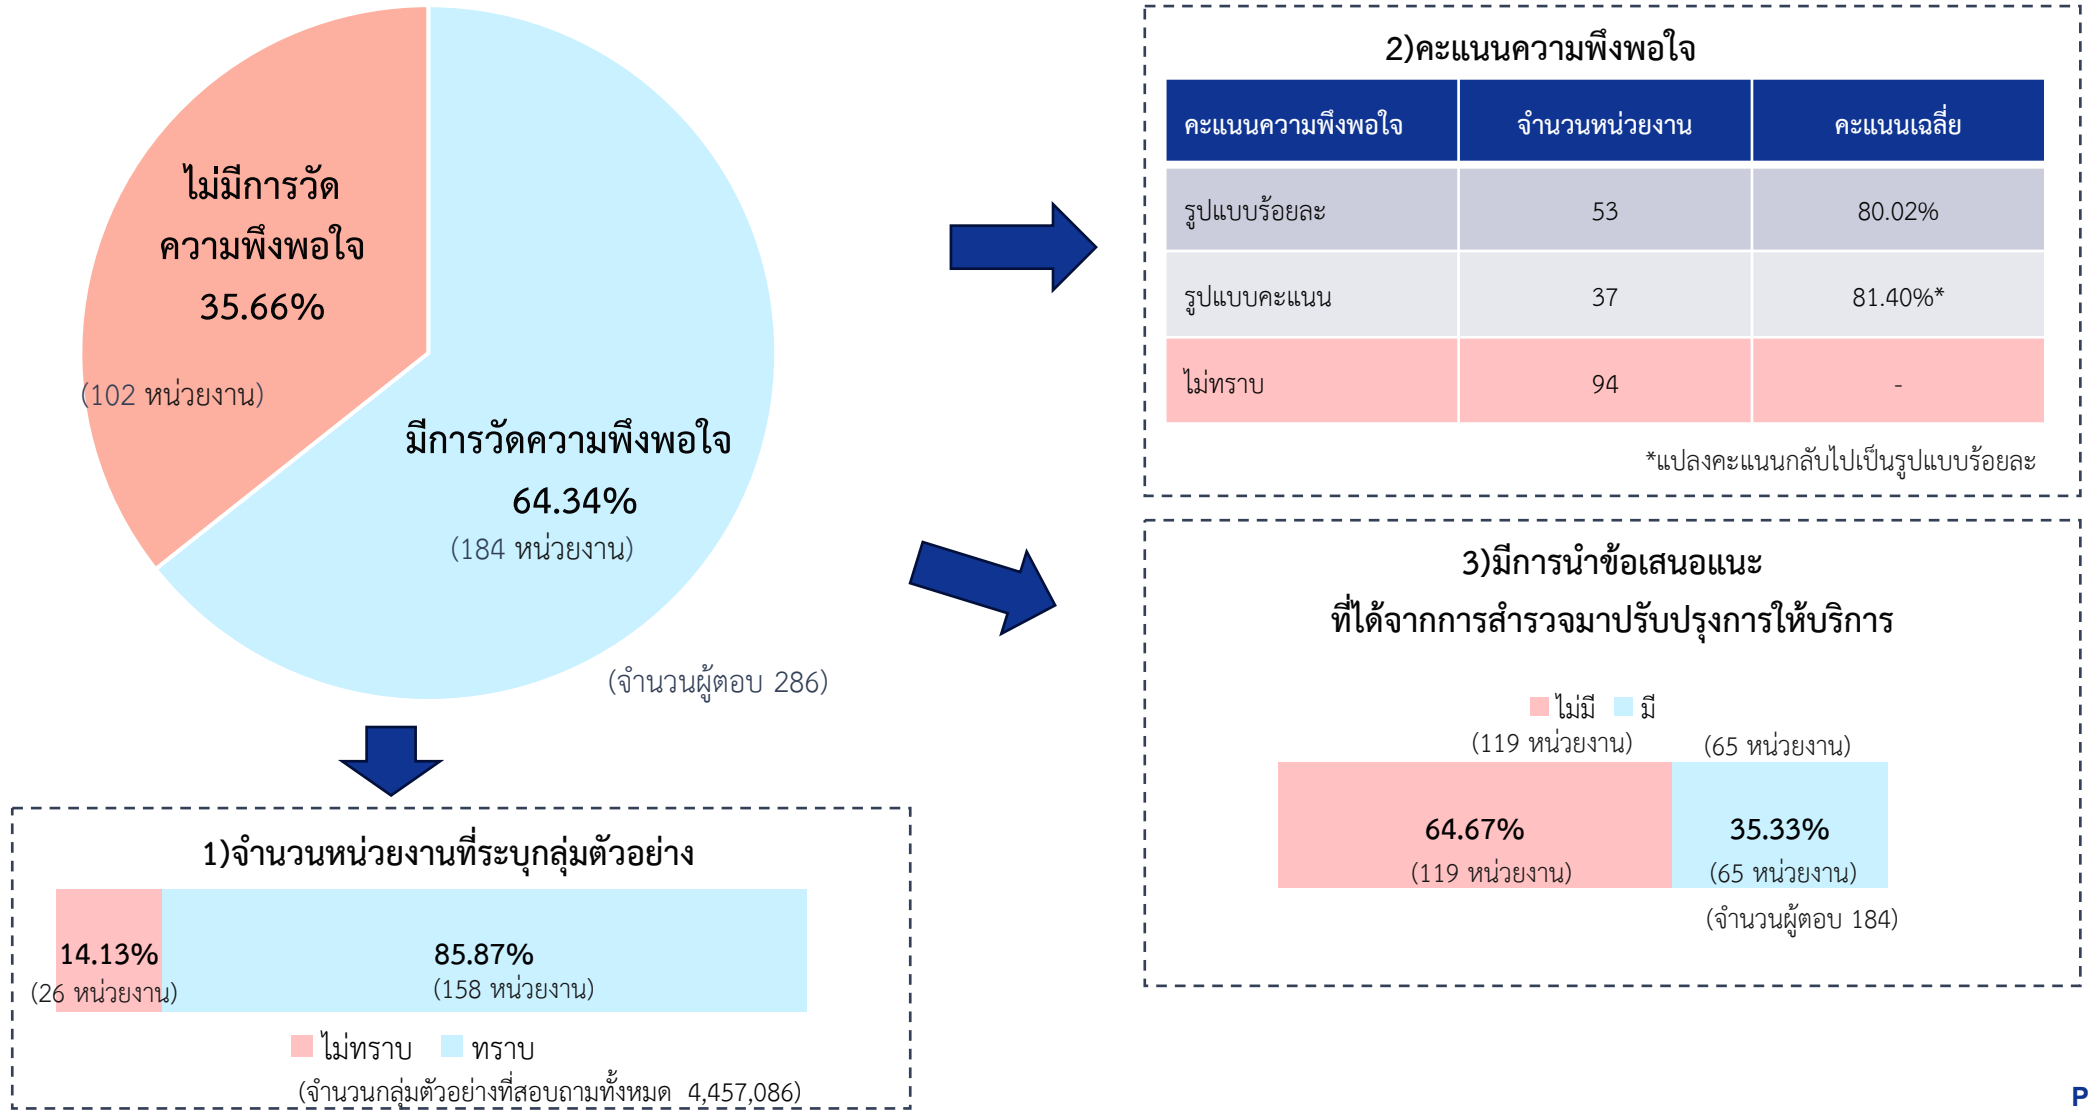 ไม่มีการวัด
ความพึงพอใจ
35.66%
(102 หน่วยงาน)
มีการวัดความพึงพอใจ
64.34%
(184 หน่วยงาน)
(จำนวนผู้ตอบ 286)
1)จำนวนหน่วยงานที่ระบุกลุ่มตัวอย่าง
14.13% 85.87%
(26 หน่วยงาน) (158 หน่วยงาน)
ไม่ทราบ ทราบ
(จำนวนกลุ่มตัวอย่างที่สอบถามทั้งหมด 4,457,086)
2)คะแนนความพึงพอใจ
คะแนนความพึงพอใจ จำนวนหน่วยงาน คะแนนเฉลี่ย
รูปแบบร้อยละ 53 80.02%
รูปแบบคะแนน 37 81.40%*
ไม่ทราบ 94 -
*แปลงคะแนนกลับไปเป็นรูปแบบร้อยละ
3)มีการนำข้อเสนอแนะ
ที่ได้จากการสำรวจมาปรับปรุงการให้บริการ
ไม่มี มี
(119 หน่วยงาน) (65 หน่วยงาน)
64.67% 35.33%
(119 หน่วยงาน) (65 หน่วยงาน)
(จำนวนผู้ตอบ 184)
P